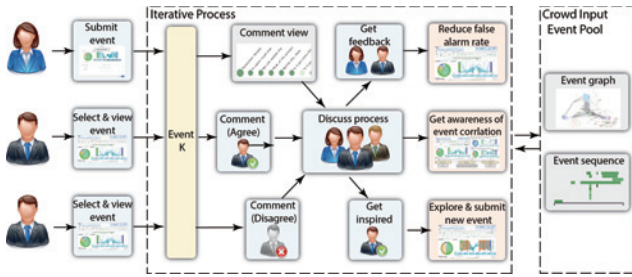 Submit
event
Select & view
event
Select & view
event
Iterative Process
Event
K
Comment view
Comment
(Agree)
Comment
(Disagree)
Discuss process
Get
feedback
Get
inspired
Reduce false
alarm rate
Get awareness of
event corrlation
Explore & submit
new event
Crowd Input
Event Pool
Event graph
Event sequence